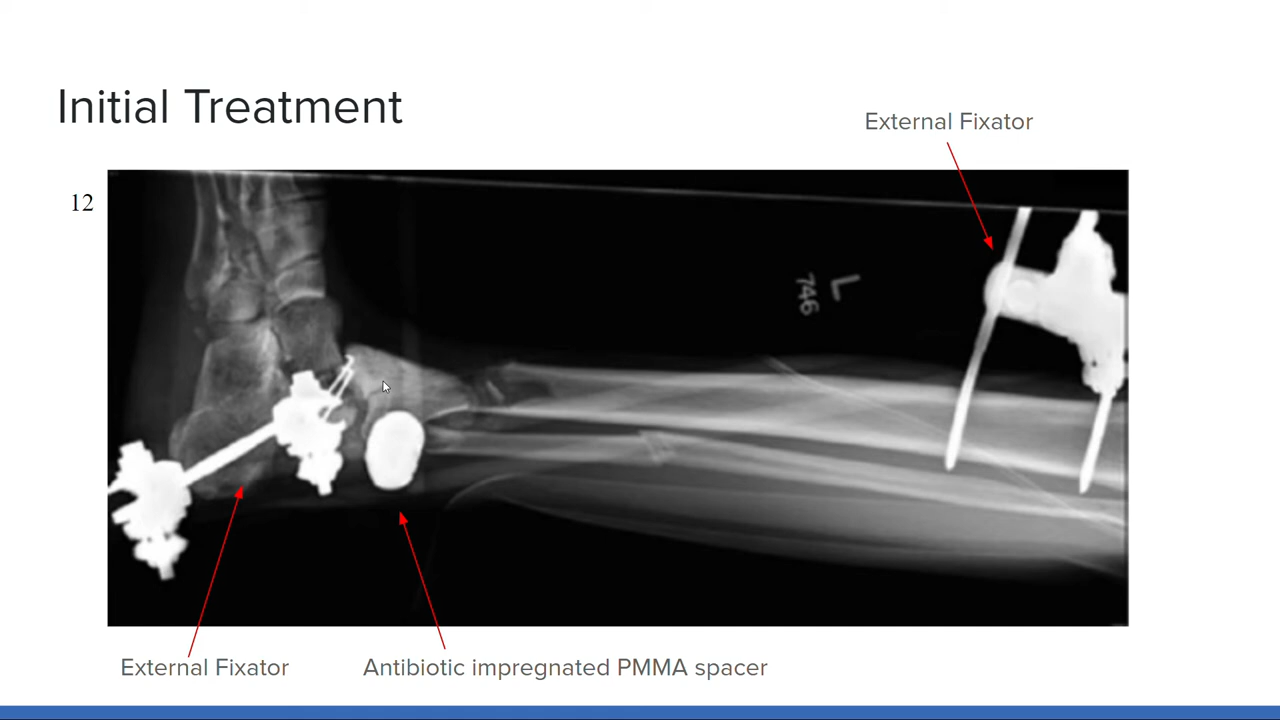 Initial Treatment
External Fixator
12
L
746
External Fixator
Antibiotic impregnated PMMA spacer